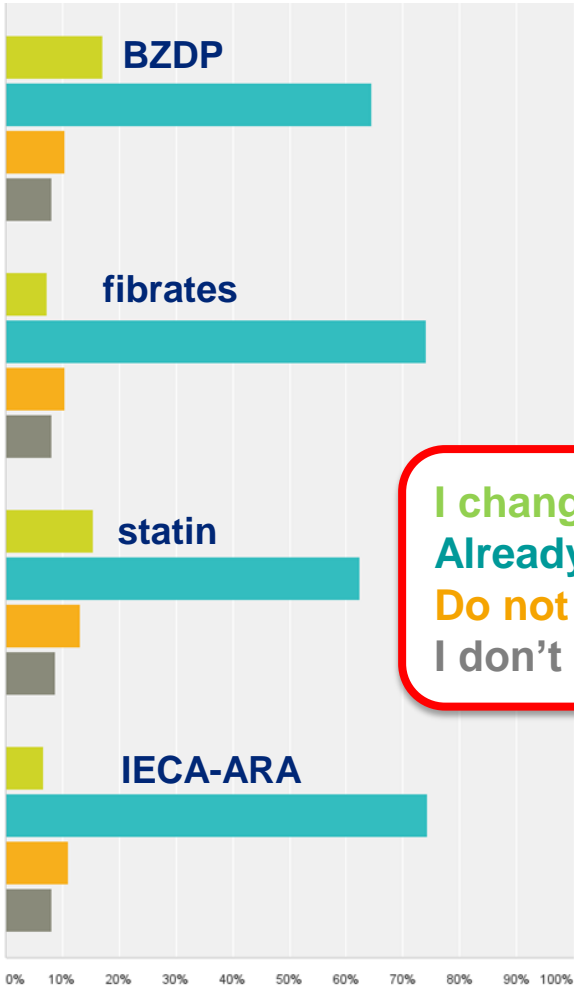 BZDP
fibrates
statin
I chang
Already
Do not
I don't
IECA-ARA
0% 10% 20% 30% 40% 50% 60% 70% 80% 90% 100%